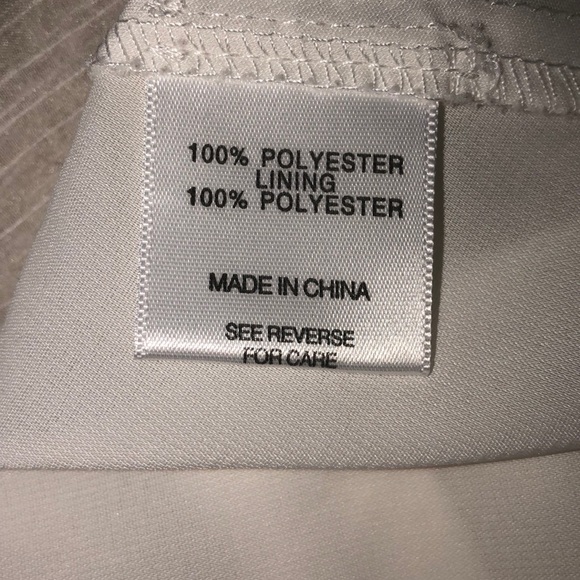 100% POLYESTER
LINING
100% POLYESTER
MADE IN CHINA
SEE REVERSE
FOR CARE